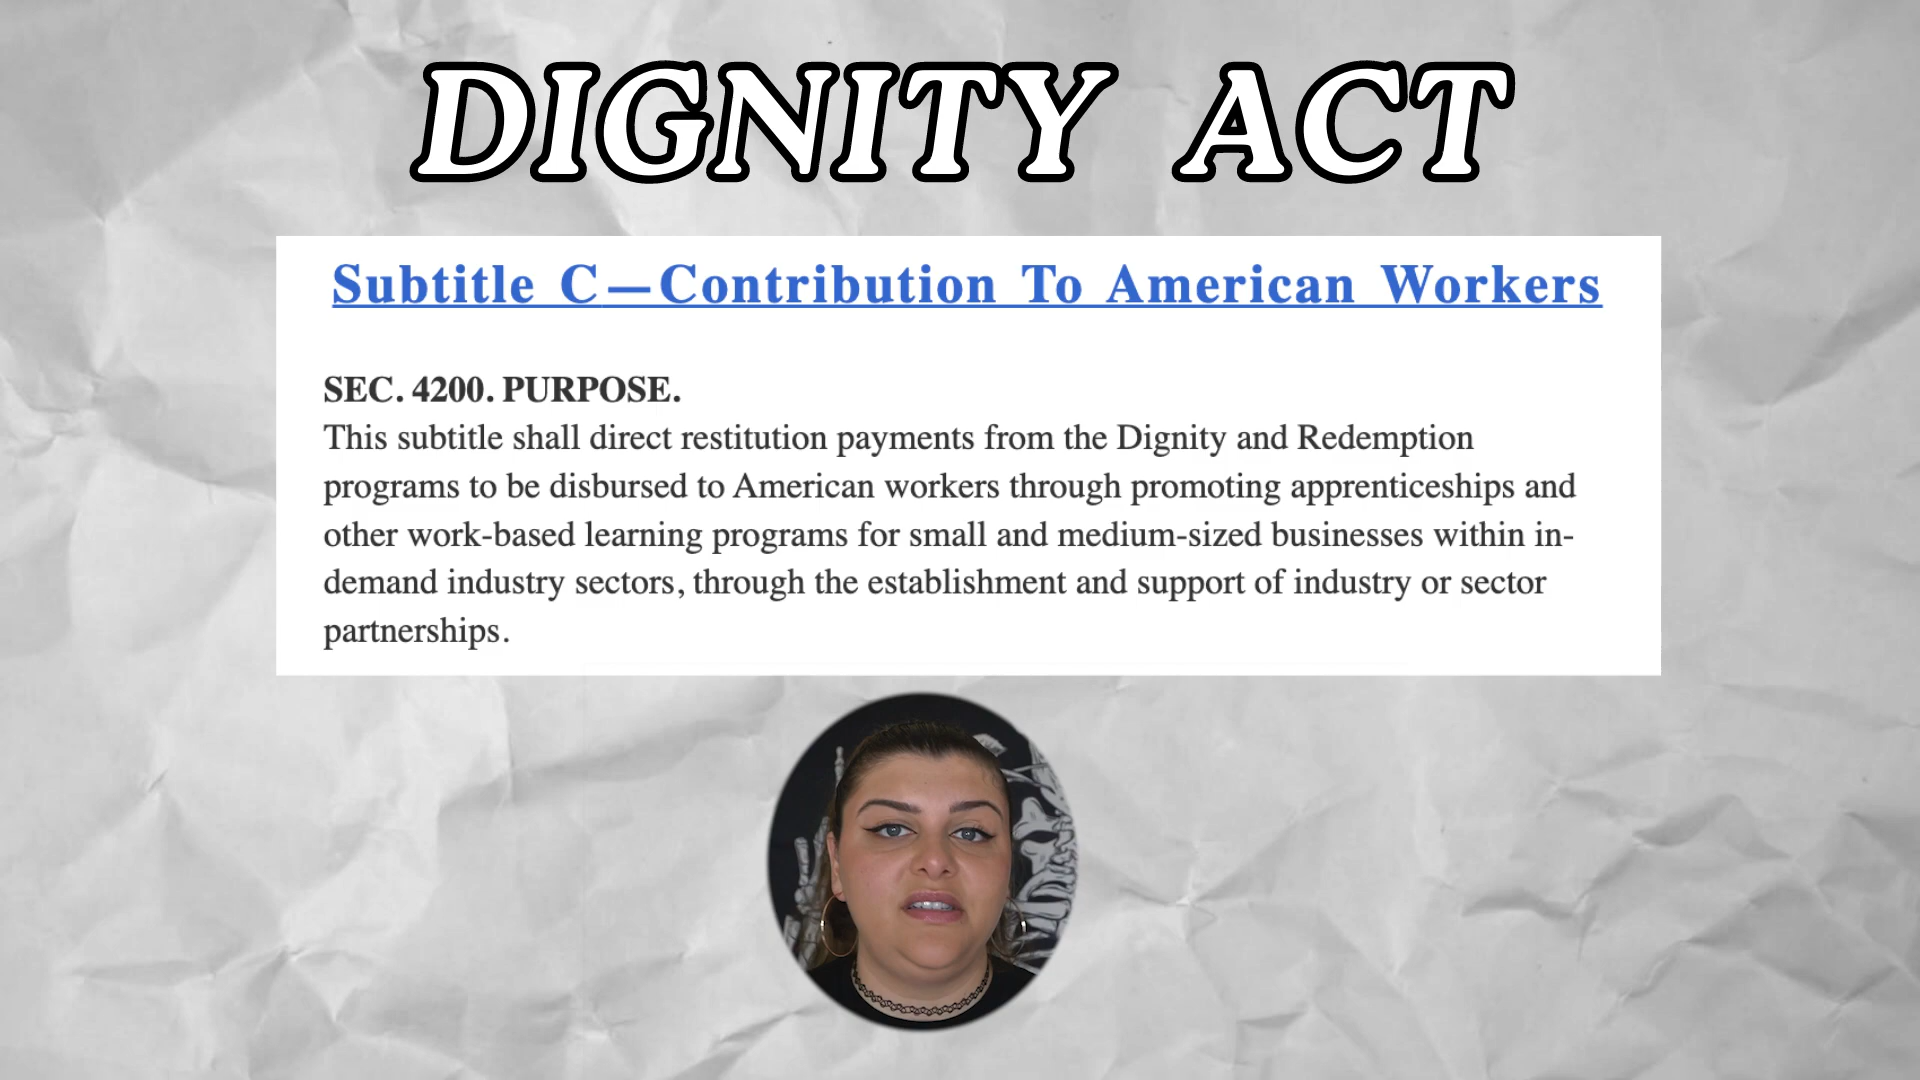 DIGNITY ACT
Subtitle C—Contribution To American Workers
SEC. 4200. PURPOSE.
This subtitle shall direct restitution payments from the Dignity and Redemption
programs to be disbursed to American workers through promoting apprenticeships and
other work-based learning programs for small and medium-sized businesses within in-
demand industry sectors, through the establishment and support of industry or sector
partnerships.